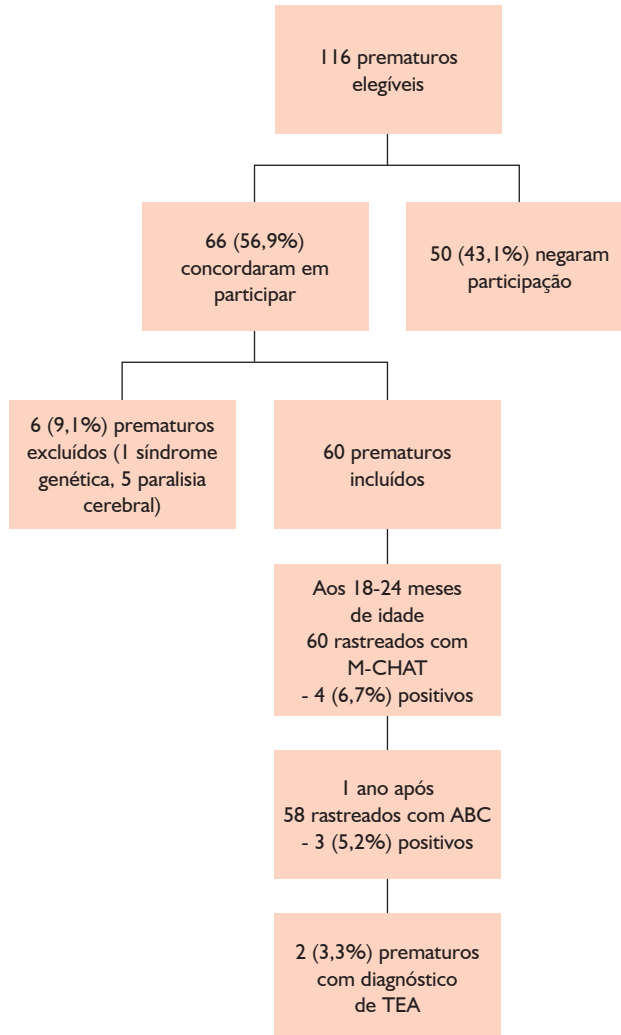 116 prematuros
elegíveis
66 (56,9%)
concordaram em
participar
50 (43,1%) negaram
participação
6 (9,1%) prematuros
excluídos (1 síndrome
genética, 5 paralisia
cerebral)
60 prematuros
incluídos
Aos 18-24 meses
de idade
60 rastreados com
M-CHAT
- 4 (6,7%) positivos
1 ano após
58 rastreados com ABC
- 3 (5,2%) positivos
2 (3,3%) prematuros
com diagnóstico
de TEA